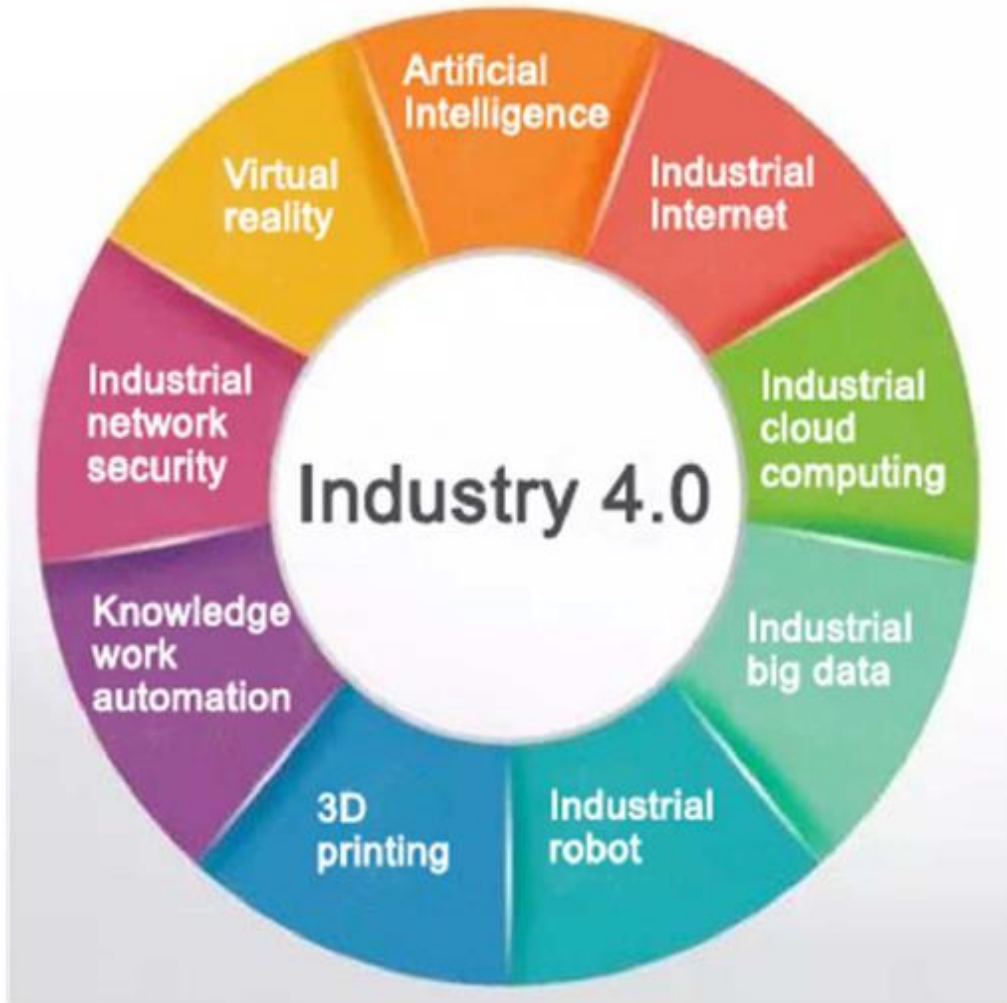 Artificial
Intelligence
Industrial
Internet
Industrial
cloud
computing
Industrial
big data
Industrial
robot
3D
printing
Knowledge
work
automation
Industrial
network
security
Virtual
reality
Industry 4.0